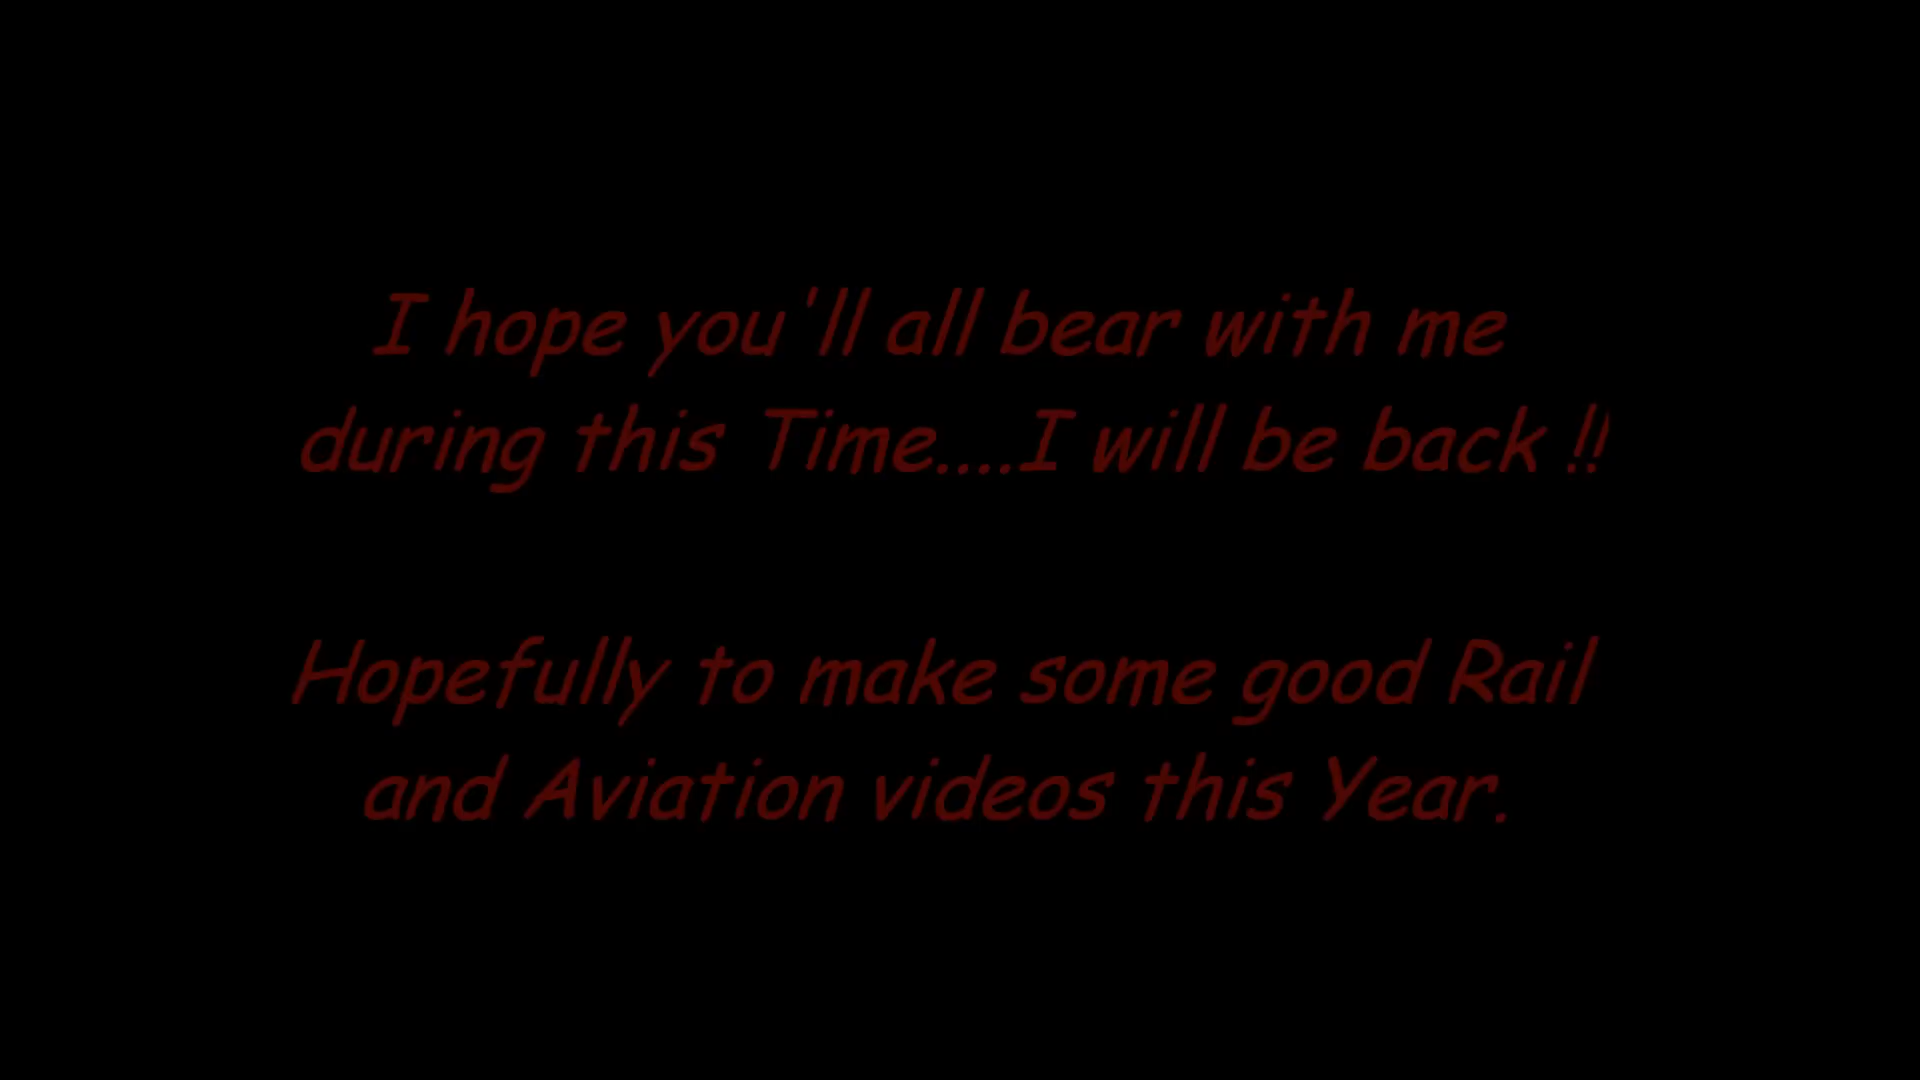 I hope you'll all bear with me
during this Time....I will be back !!
Hopefully to make some good Rail
and Aviation videos this Year.